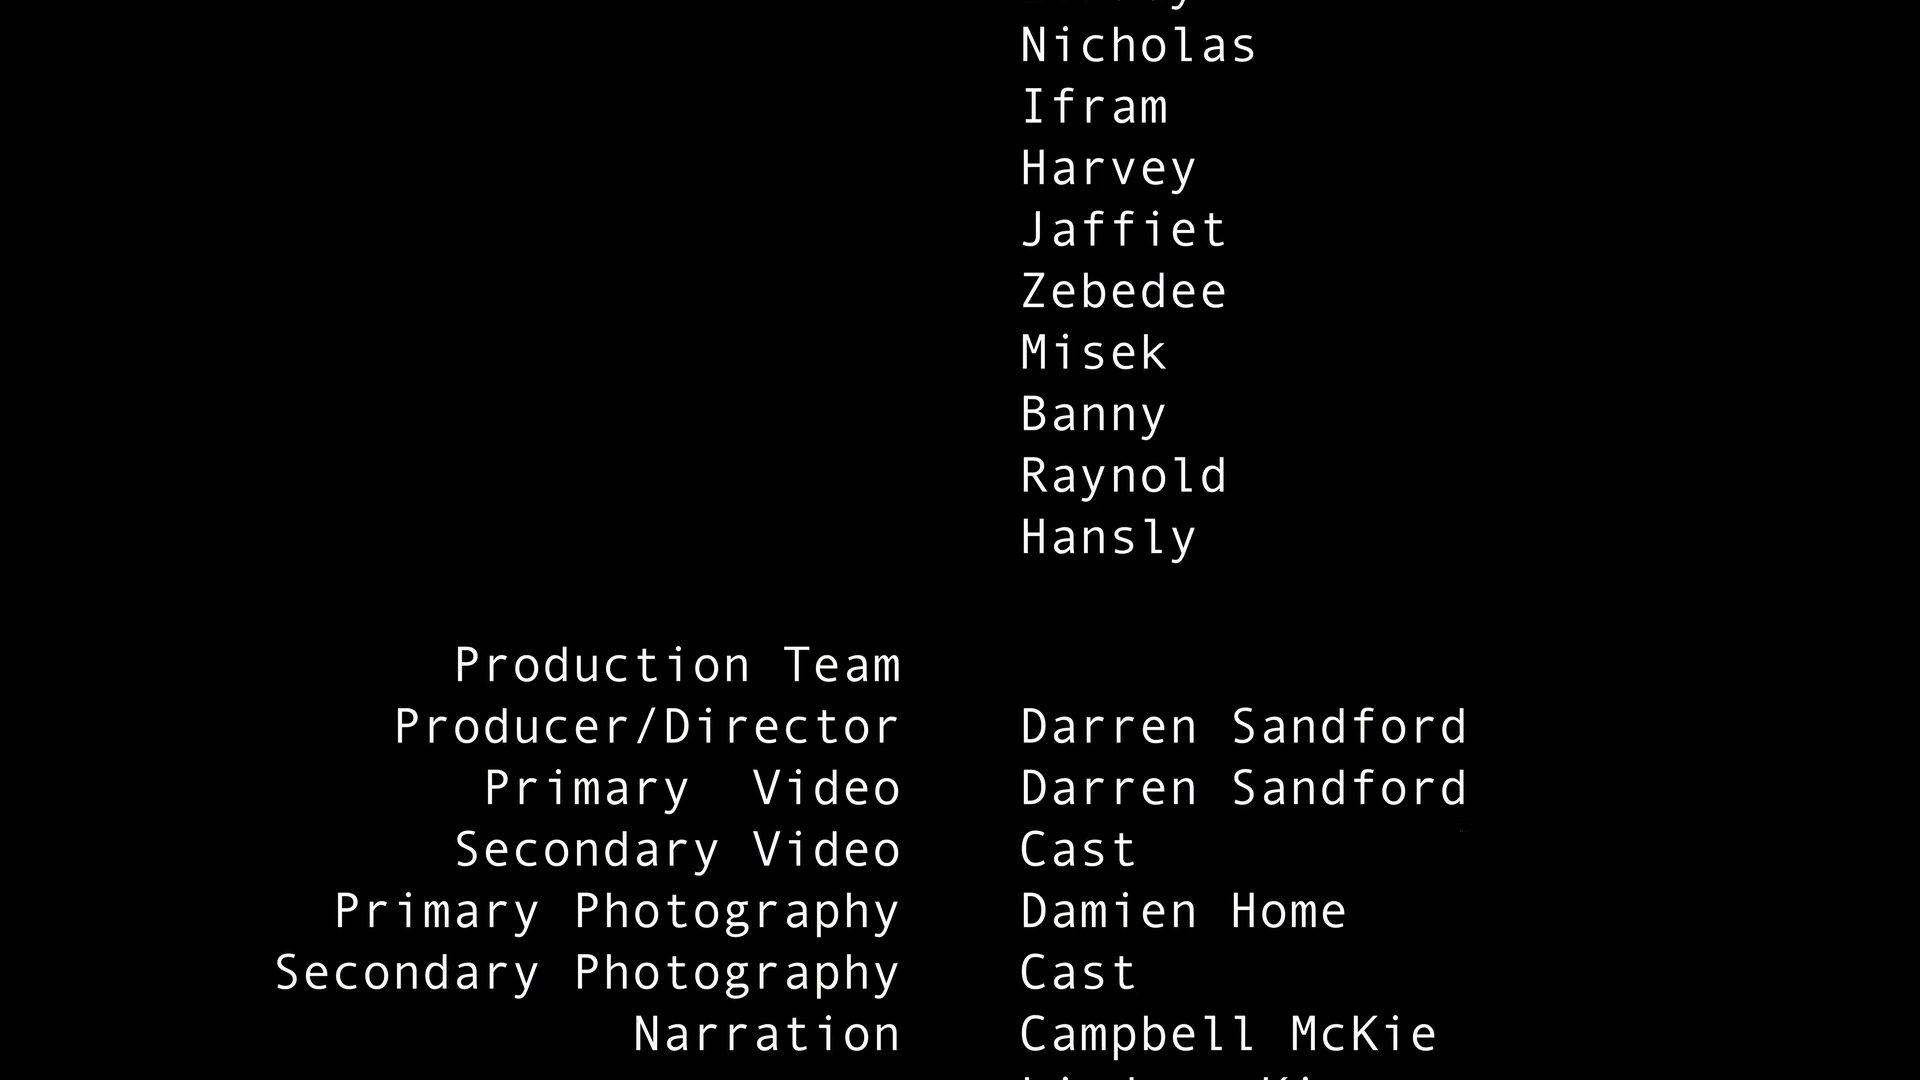 Nicholas
Ifram
Harvey
Jaffiet
Zebedee
Misek
Banny
Raynold
Hansly
Production Team
Producer/Director Darren Sandford
Primary  Video Darren Sandford
Secondary Video Cast
Primary Photography Damien Home
Secondary Photography Cast
Narration Campbell McKie